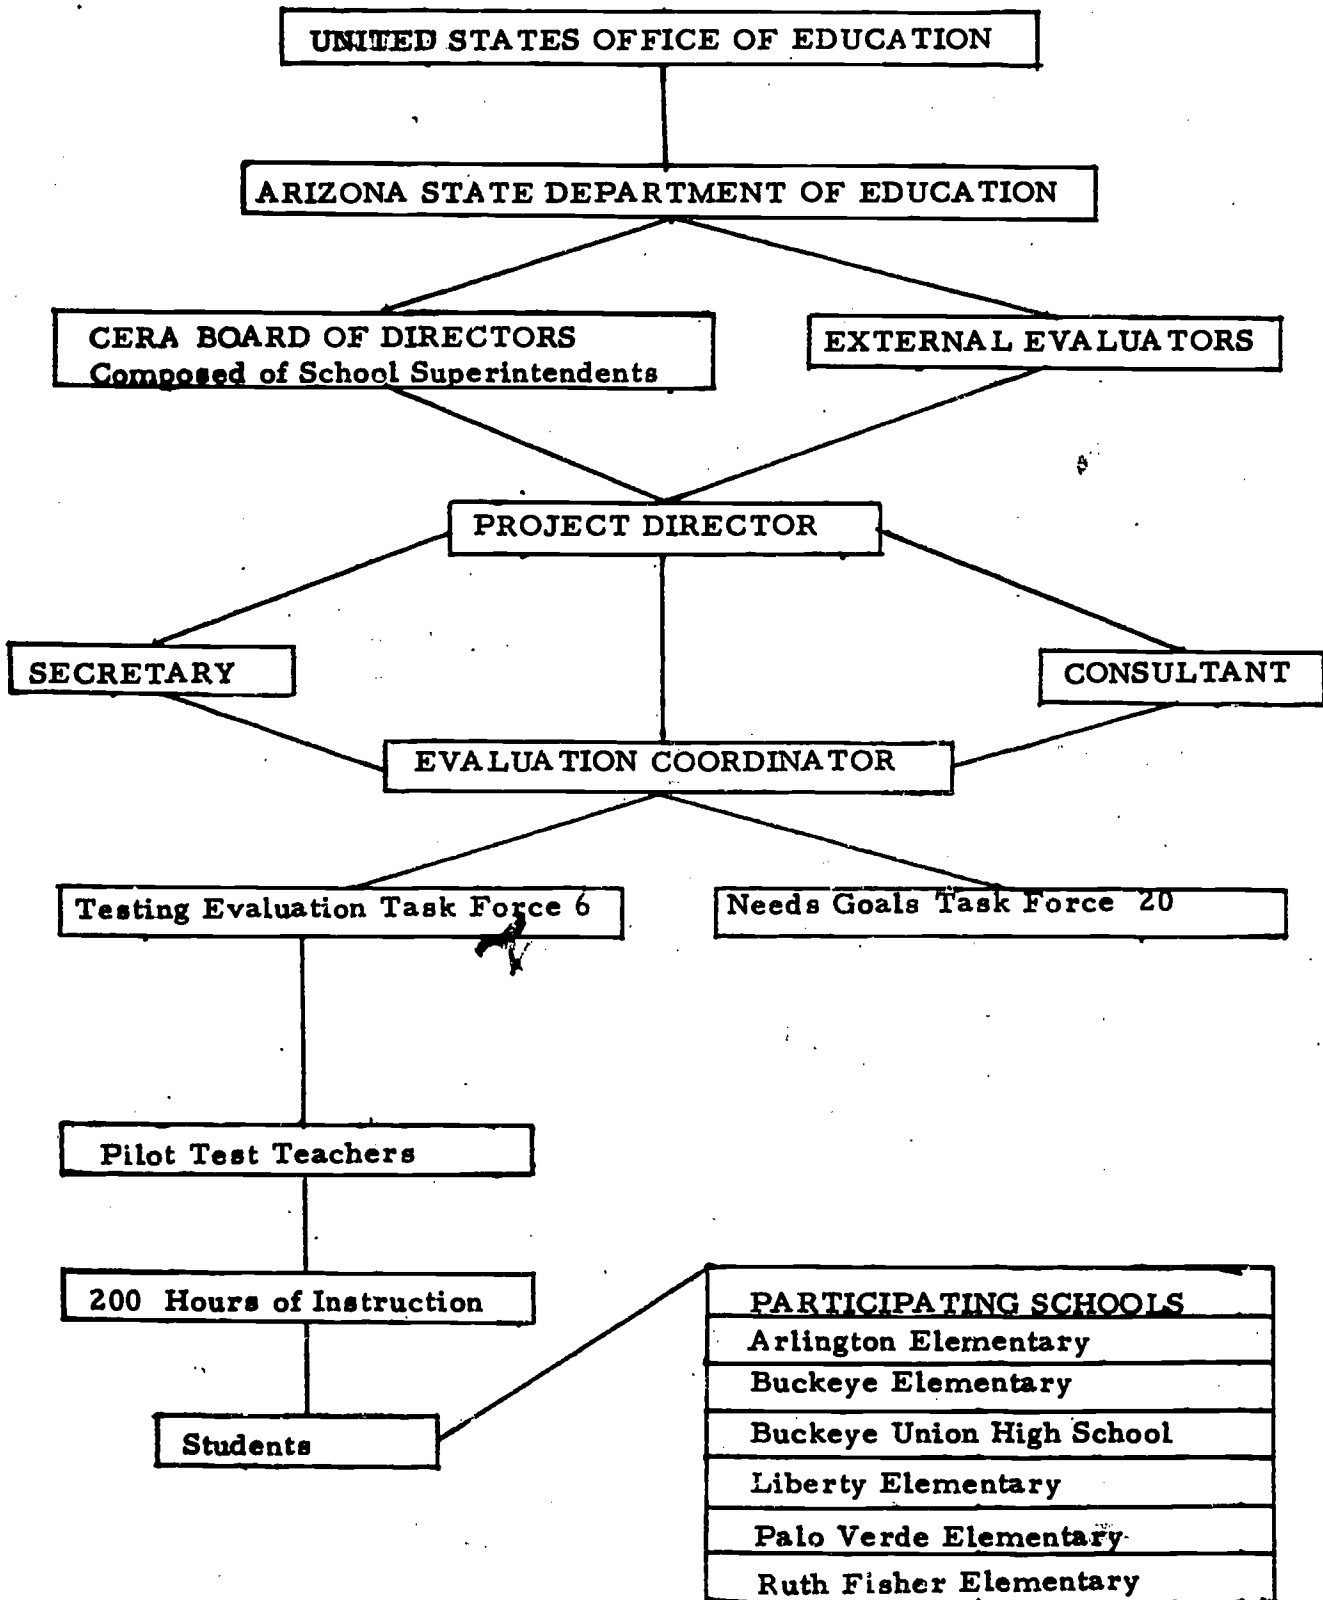 UNITED STATES OFFICE OF EDUCATION
ARIZONA STATE DEPARTMENT OF EDUCATION
CERA BOARD OF DIRECTORS
Composed of School Superintendents
EXTERNAL EVALUATORS
PROJECT DIRECTOR
SECRETARY
CONSULTANT
EVALUATION COORDINATOR
Testing Evaluation Task Force 6
Needs Goals Task Force 20
Pilot Test Teachers
200 Hours of Instruction
Students
PARTICIPATING SCHOOLS
Arlington Elementary
Buckeye Elementary
Buckeye Union High School
Liberty Elementary
Palo Verde Elementary
Ruth Fisher Elementary